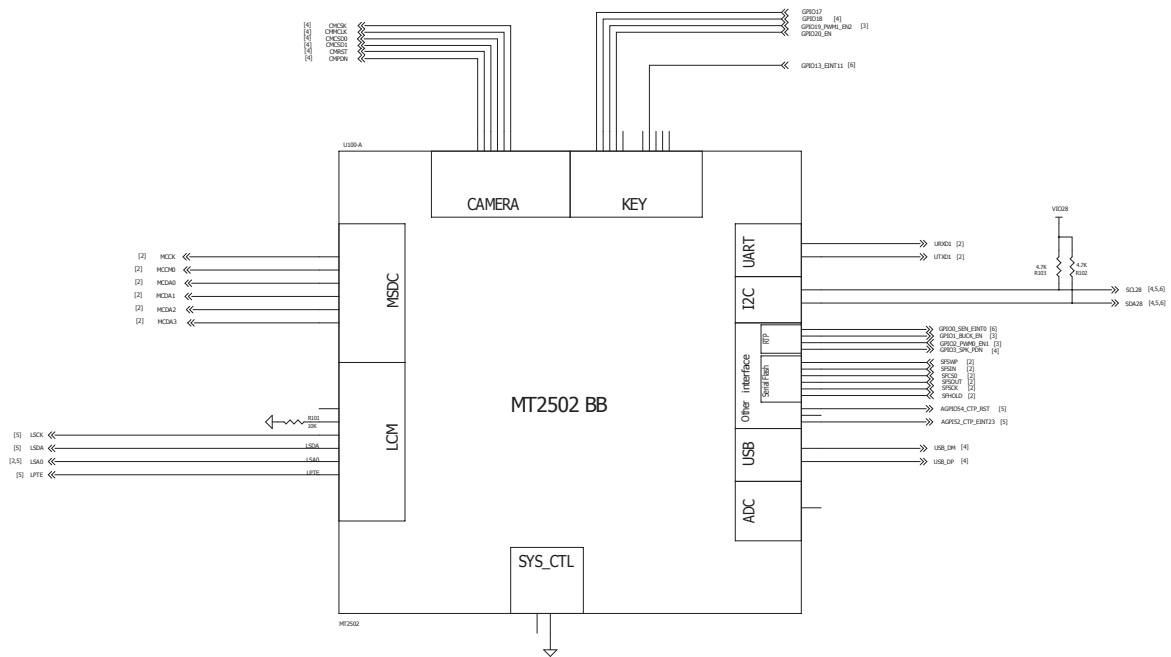 [4] CMCSK
[4] CMMCLK
[4] CMCSD0
[4] CMCSD1
[4] CMRST
[4] CMPDN
GPIO17
GPIO18 [4]
GPIO19_PWM1_EN2 [3]
GPIO20_EN
GPIO13_EINT11 [6]
U100-A
CAMERA
KEY
VIO28
4.7K
R103
4.7K
R102
[2] MCCK
[2] MCCM0
[2] MCDA0
[2] MCDA1
[2] MCDA2
[2] MCDA3
MSDC
UART
URXD1 [2]
UTXD1 [2]
I2C
SCL28 [4,5,6]
SDA28 [4,5,6]
Other interface
RTP
GPIO0_SEN_EINT0 [6]
GPIO1_BUCK_EN [3]
GPIO2_PWM0_EN1 [3]
GPIO3_SPK_PDN [4]
Serial Flash
SFSWP [2]
SFSIN [2]
SFCS0 [2]
SFSOUT [2]
SFSCK [2]
SFHOLD [2]
AGPIO54_CTP_RST [5]
AGPI52_CTP_EINT23 [5]
MT2502 BB
LCM
R101
10K
[5] LSCK
[5] LSDA
[2,5] LSA0
[5] LPTE
LSDA
LSA0
LPTE
USB
USB_DM [4]
USB_DP [4]
ADC
SYS_CTL
MT2502